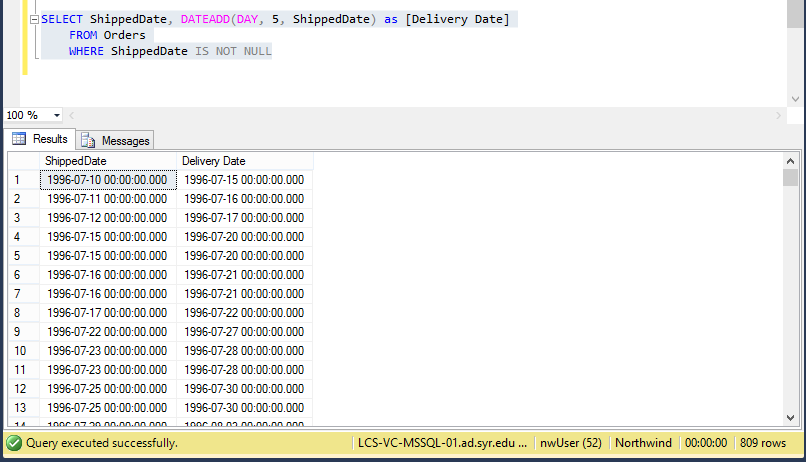 SELECT ShippedDate, DATEADD(DAY, 5, ShippedDate) as [Delivery Date]
FROM Orders
WHERE ShippedDate IS NOT NULL
100 %
Results Messages
ShippedDate Delivery Date
1 1996-07-10 00:00:00.000 1996-07-15 00:00:00.000
2 1996-07-11 00:00:00.000 1996-07-16 00:00:00.000
3 1996-07-12 00:00:00.000 1996-07-17 00:00:00.000
4 1996-07-15 00:00:00.000 1996-07-20 00:00:00.000
5 1996-07-15 00:00:00.000 1996-07-20 00:00:00.000
6 1996-07-16 00:00:00.000 1996-07-21 00:00:00.000
7 1996-07-16 00:00:00.000 1996-07-21 00:00:00.000
8 1996-07-17 00:00:00.000 1996-07-22 00:00:00.000
9 1996-07-22 00:00:00.000 1996-07-27 00:00:00.000
10 1996-07-23 00:00:00.000 1996-07-28 00:00:00.000
11 1996-07-23 00:00:00.000 1996-07-28 00:00:00.000
12 1996-07-25 00:00:00.000 1996-07-30 00:00:00.000
13 1996-07-25 00:00:00.000 1996-07-30 00:00:00.000
Query executed successfully. LCS-VC-MSSQL-01.ad.syr.edu ... nwUser (52) Northwind 00:00:00 809 rows